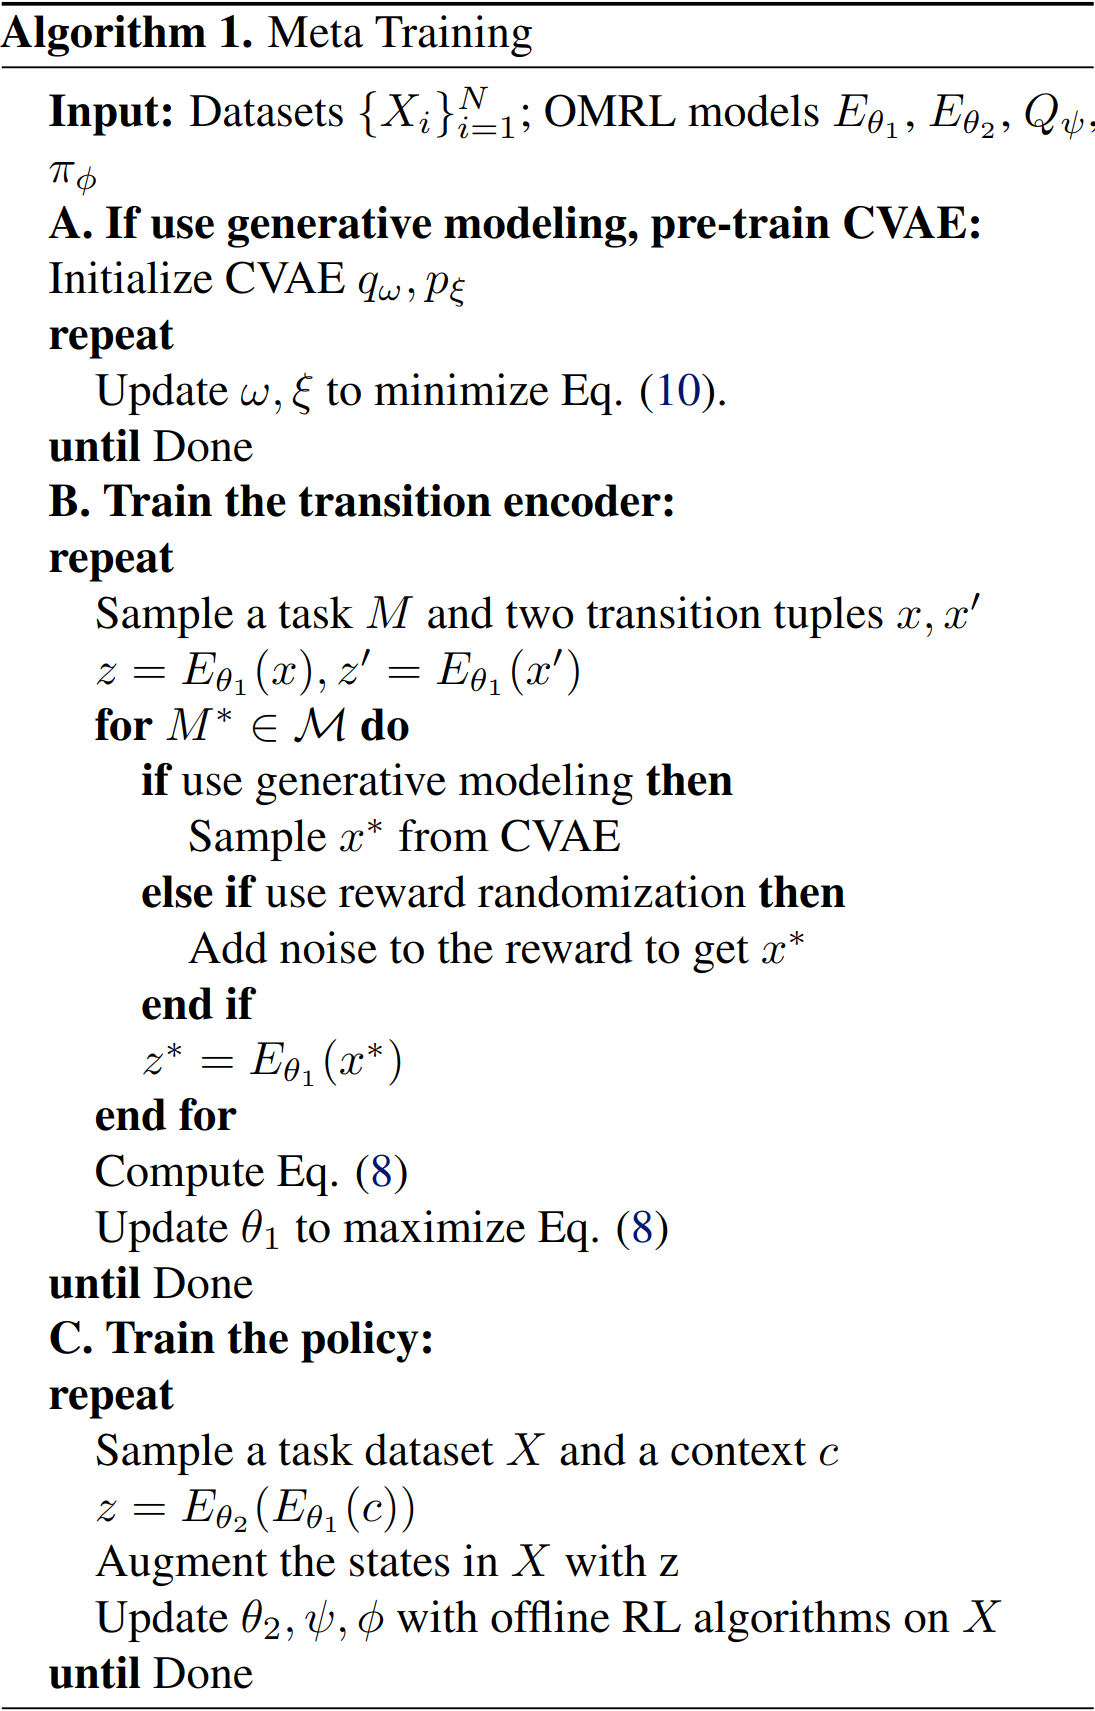 Algorithm 1. Meta Training
Input: Datasets $\{X_i\}_{i=1}^{N}$; OMRL models $E_{\theta_1}$, $E_{\theta_2}$, $Q_{\psi}$,
$\pi_{\phi}$
A. If use generative modeling, pre-train CVAE:
Initialize CVAE $q_{\omega}, p_{\xi}$
repeat
Update $\omega, \xi$ to minimize Eq. (10).
until Done
B. Train the transition encoder:
repeat
Sample a task $M$ and two transition tuples $x, x'$
$z = E_{\theta_1}(x), z' = E_{\theta_1}(x')$
for $M^* \in \mathcal{M}$ do
if use generative modeling then
Sample $x^*$ from CVAE
else if use reward randomization then
Add noise to the reward to get $x^*$
end if
$z^* = E_{\theta_1}(x^*)$
end for
Compute Eq. (8)
Update $\theta_1$ to maximize Eq. (8)
until Done
C. Train the policy:
repeat
Sample a task dataset $X$ and a context $c$
$z = E_{\theta_2}(E_{\theta_1}(c))$
Augment the states in $X$ with z
Update $\theta_2, \psi, \phi$ with offline RL algorithms on $X$
until Done